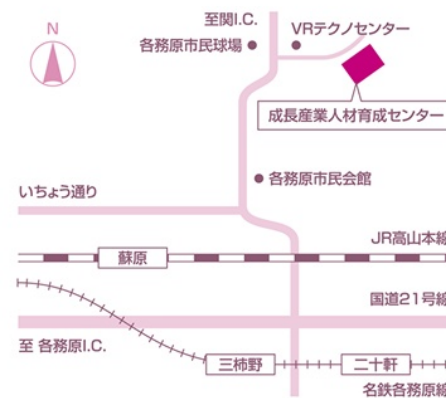 N
至関I.C.
各務原市民球場
VRテクノセンター
成長産業人材育成センター
各務原市民会館
いちょう通り
JR高山本線
蘇原
国道21号線
至 各務原I.C.
三柿野
二十軒
名鉄各務原線